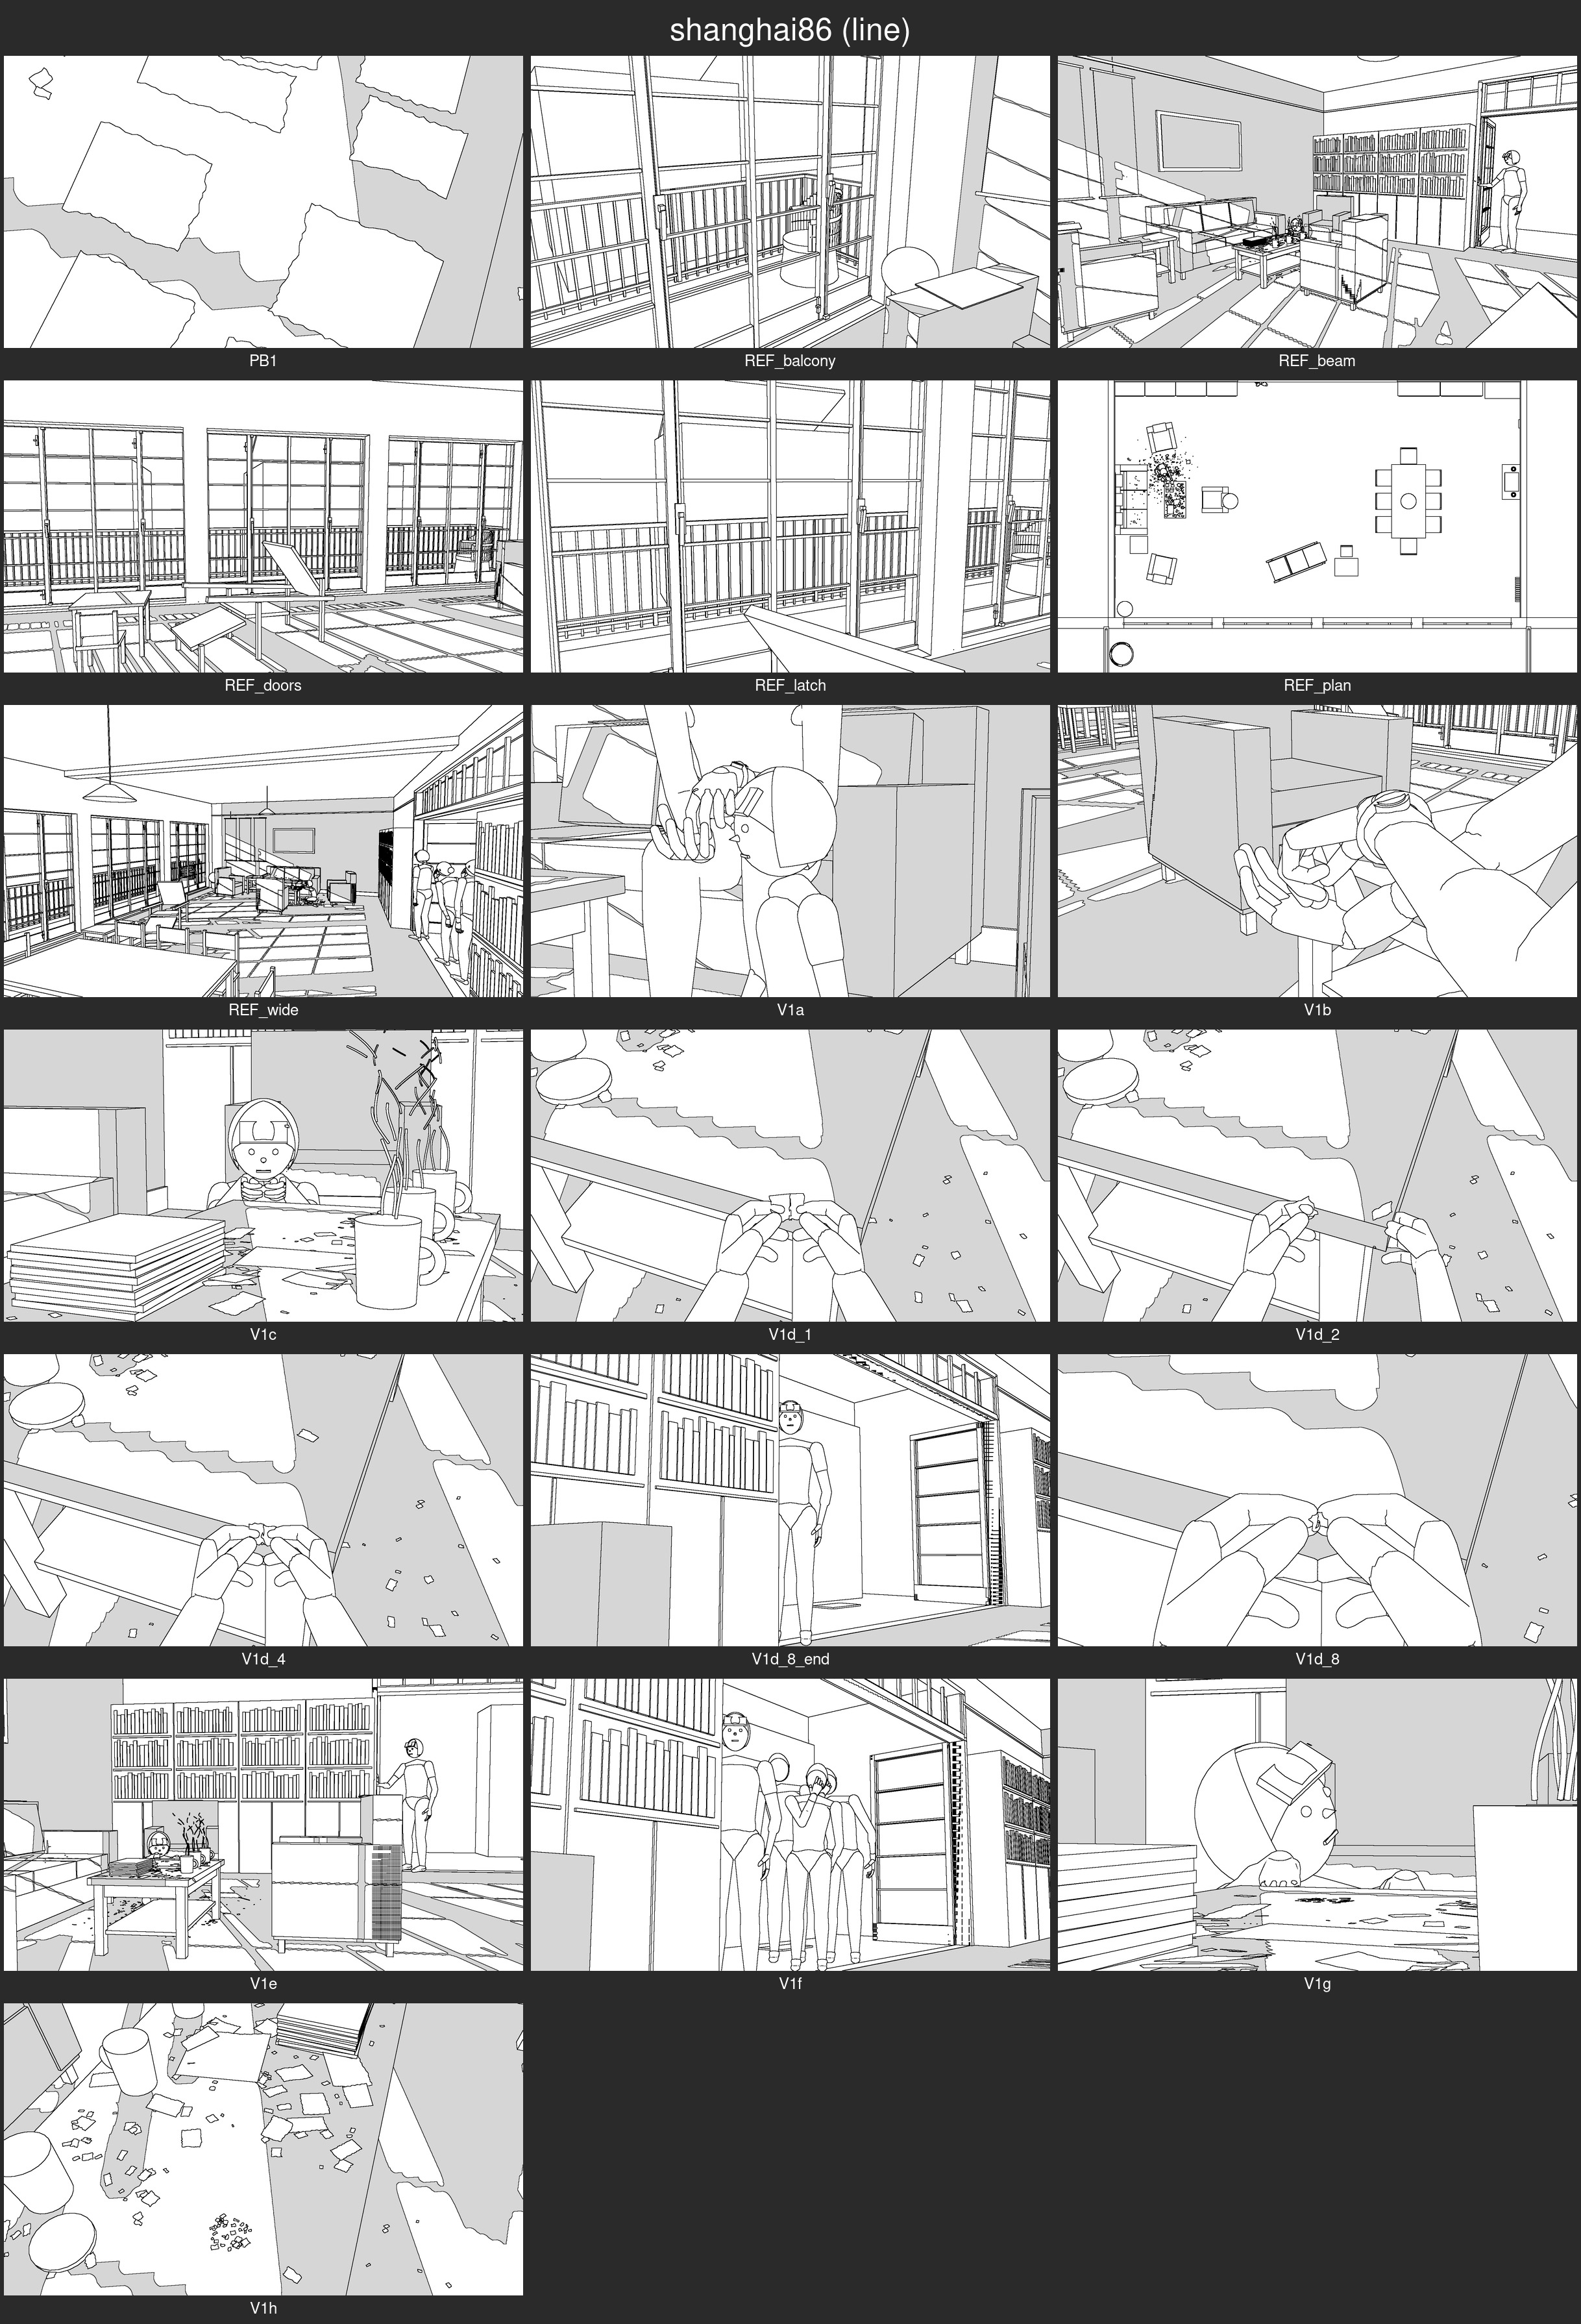 shanghai86 (line)
PB1
REF_balcony
REF_beam
REF_doors
REF_latch
REF_plan
REF_wide
V1a
V1b
V1c
V1d_1
V1d_2
V1d_4
V1d_8_end
V1d_8
V1e
V1f
V1g
V1h